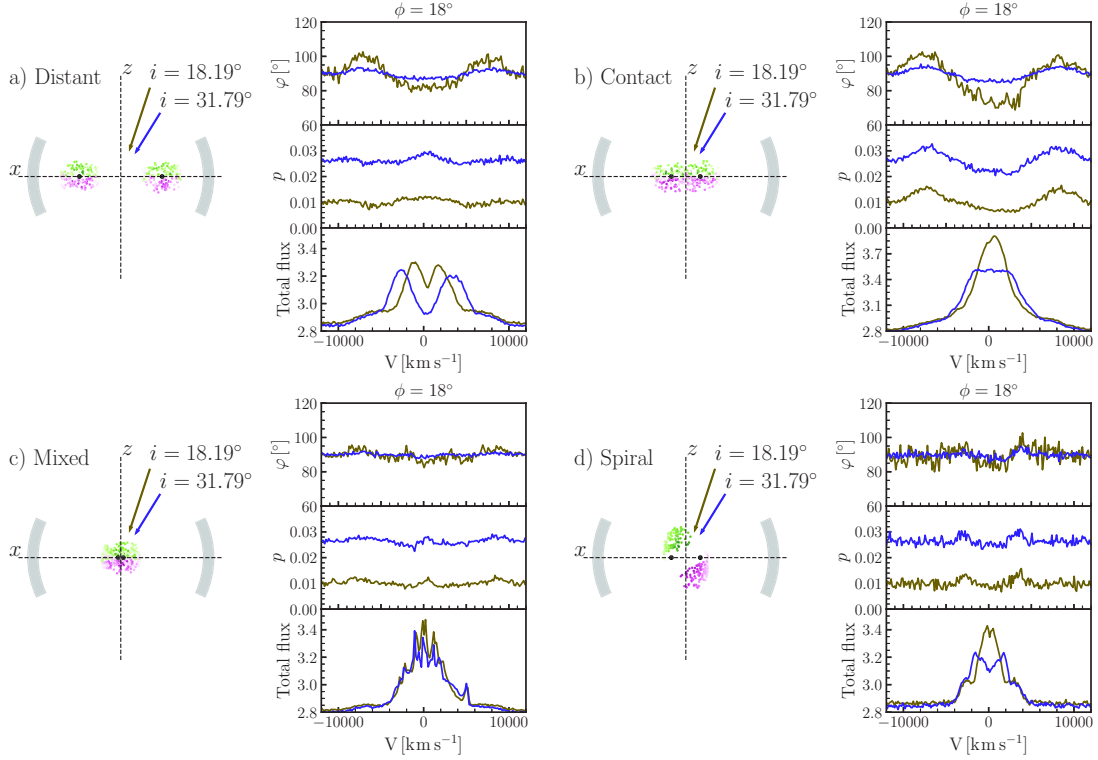 a) Distant
z
i = 18.19°
i = 31.79°
x
ϕ = 18°
φ [°]
120
100
80
60
p
0.03
0.02
0.01
0.00
Total flux
3.4
3.2
3.0
2.8
−10000 0 10000
V [km s⁻¹]
b) Contact
z
i = 18.19°
i = 31.79°
x
ϕ = 18°
φ [°]
120
100
80
60
p
0.03
0.02
0.01
0.00
Total flux
3.7
3.4
3.1
2.8
−10000 0 10000
V [km s⁻¹]
c) Mixed
z
i = 18.19°
i = 31.79°
x
ϕ = 18°
φ [°]
120
100
80
60
p
0.03
0.02
0.01
0.00
Total flux
3.4
3.2
3.0
2.8
−10000 0 10000
V [km s⁻¹]
d) Spiral
z
i = 18.19°
i = 31.79°
x
ϕ = 18°
φ [°]
120
100
80
60
p
0.03
0.02
0.01
0.00
Total flux
3.4
3.2
3.0
2.8
−10000 0 10000
V [km s⁻¹]